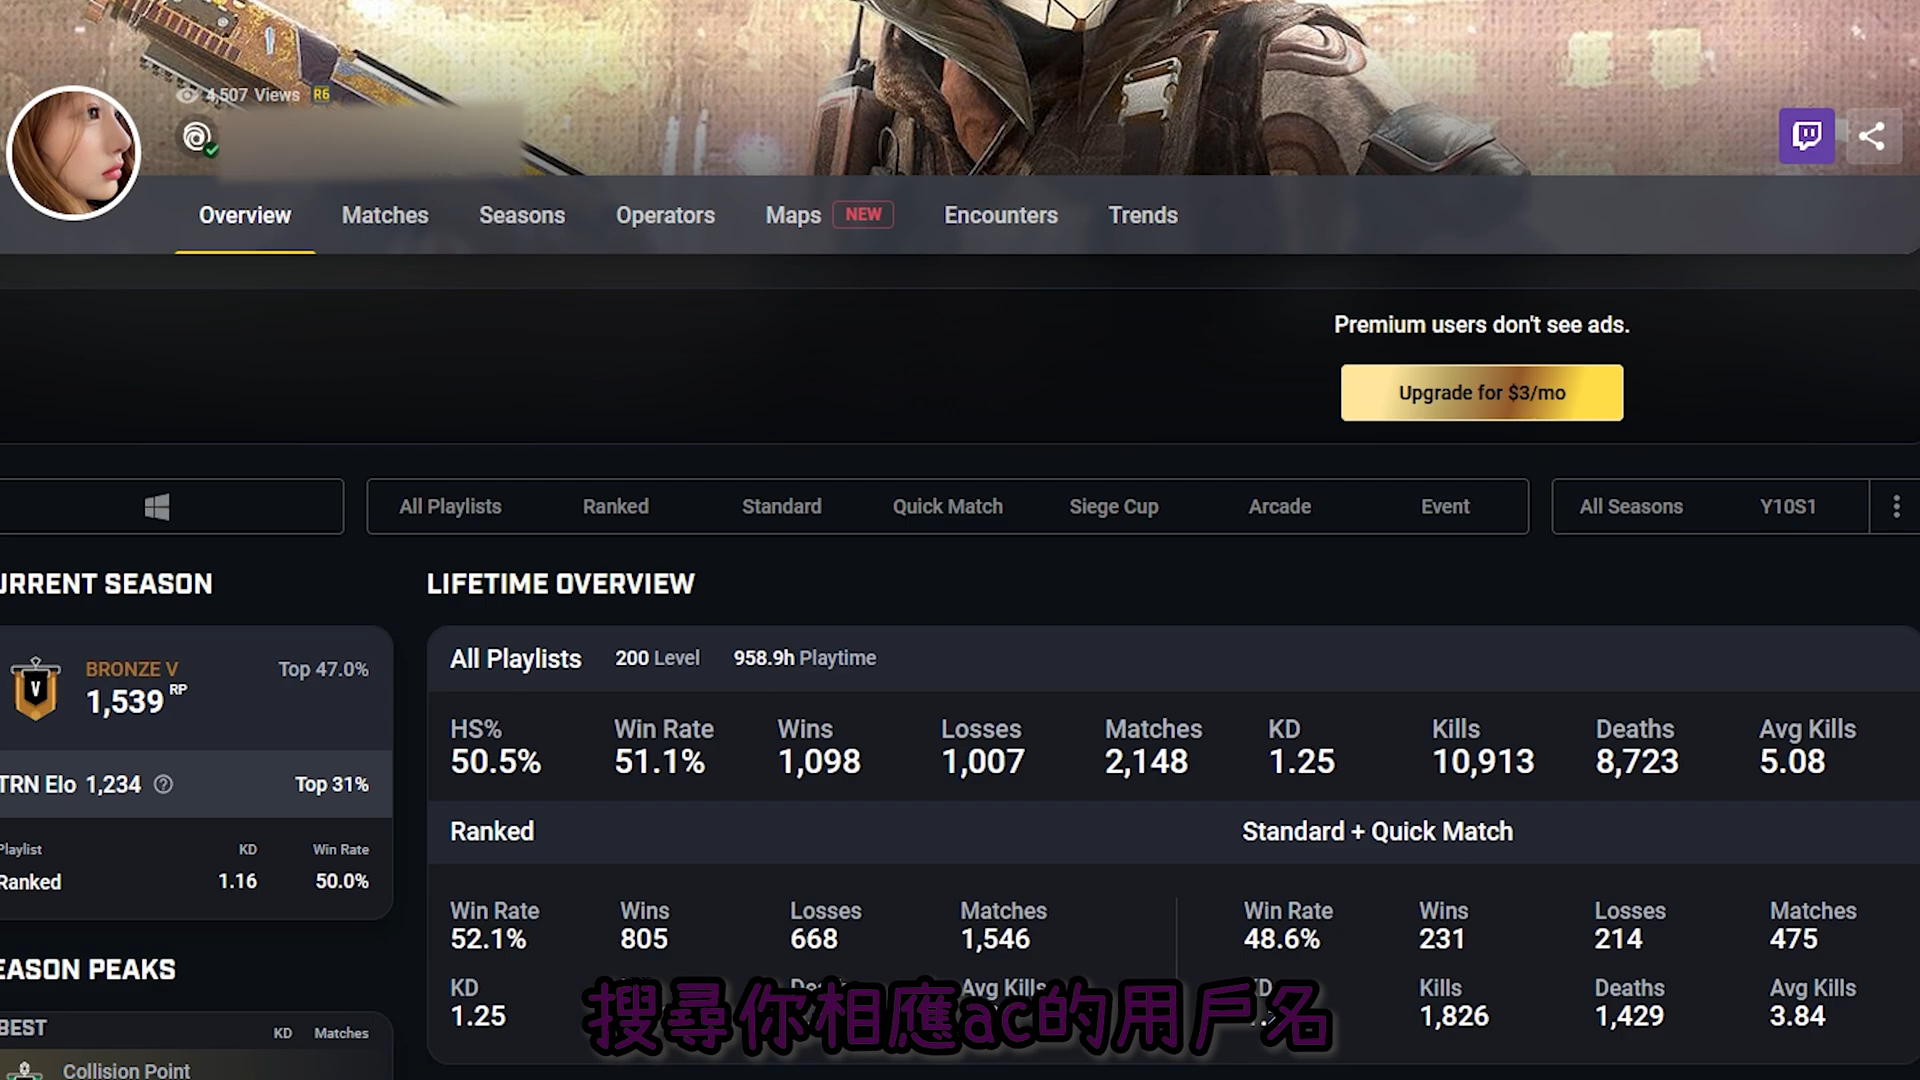 4,507 Views R6
Overview Matches Seasons Operators Maps NEW Encounters Trends
Premium users don't see ads.
Upgrade for $3/mo
All Playlists Ranked Standard Quick Match Siege Cup Arcade Event All Seasons Y10S1
URRENT SEASON
LIFETIME OVERVIEW
BRONZE V Top 47.0%
V
1,539 RP
TRN Elo 1,234 Top 31%
Playlist KD Win Rate
Ranked 1.16 50.0%
EASON PEAKS
BEST KD Matches
Collision Point
All Playlists 200 Level 958.9h Playtime
HS% Win Rate Wins Losses Matches KD Kills Deaths Avg Kills
50.5% 51.1% 1,098 1,007 2,148 1.25 10,913 8,723 5.08
Ranked
Win Rate Wins Losses Matches
52.1% 805 668 1,546
KD Avg Kills
1.25
Standard + Quick Match
Win Rate Wins Losses Matches
48.6% 231 214 475
KD Kills Deaths Avg Kills
1,826 1,429 3.84
搜尋你相應ac的用戶名